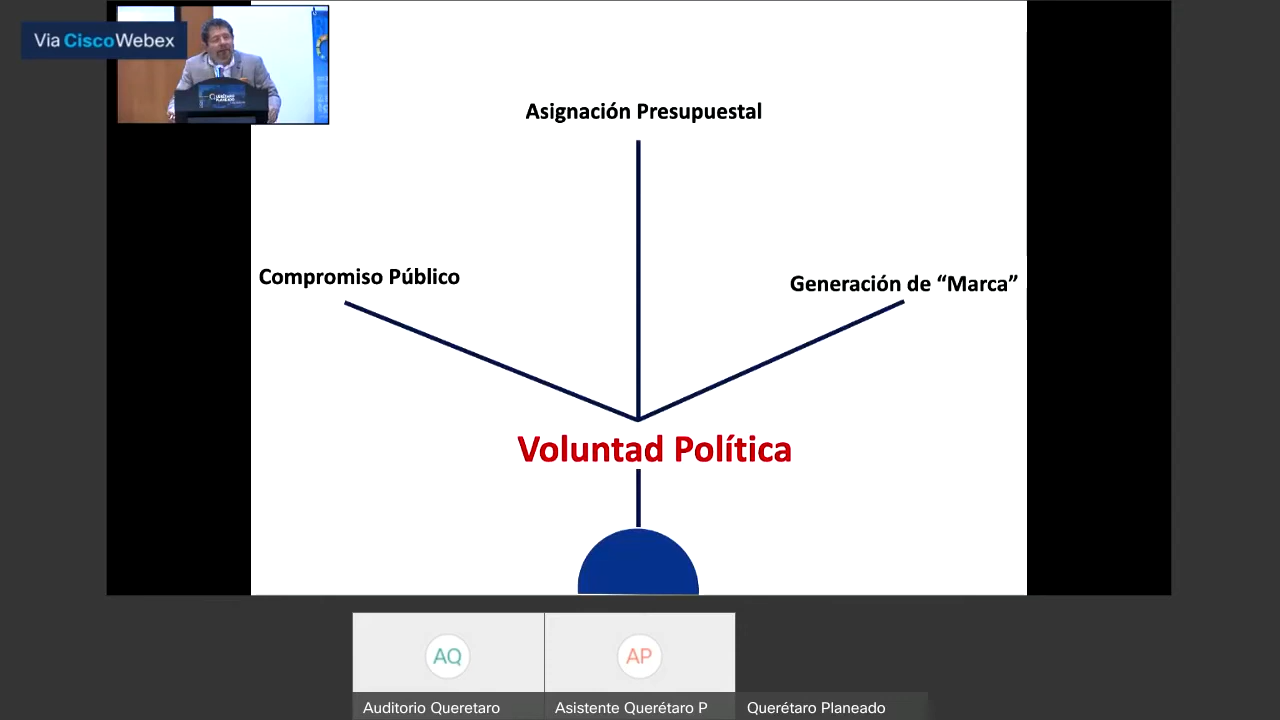 Via CiscoWebex
Asignación Presupuestal
Compromiso Público
Generación de “Marca”
Voluntad Política
AQ
AP
Auditorio Queretaro
Asistente Querétaro P
Querétaro Planeado